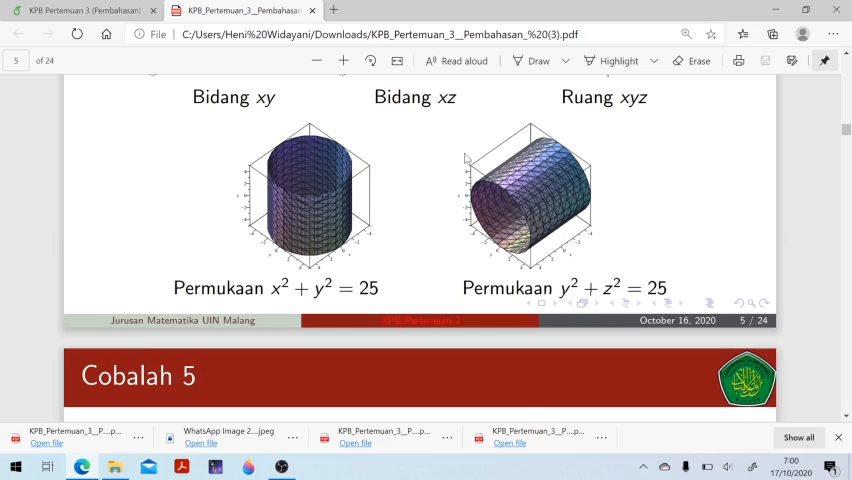 KPB Pertemuan 3 (Pembahasan)
KPB_Pertemuan_3__Pembahasan
File
C:/Users/Heni%20Widayani/Downloads/KPB_Pertemuan_3__Pembahasan_%20(3).pdf
5 of 24
Read aloud
Draw
Highlight
Erase
Bidang xy
Bidang xz
Ruang xyz
Permukaan x² + y² = 25
Permukaan y² + z² = 25
Jurusan Matematika UIN Malang
KPB Pertemuan 2
October 16, 2020
5 / 24
Cobalah 5
KPB_Pertemuan_3__P....p...
Open file
WhatsApp Image 2....jpeg
Open file
KPB_Pertemuan_3__P....p...
Open file
KPB_Pertemuan_3__P....p...
Open file
Show all
7:00
17/10/2020